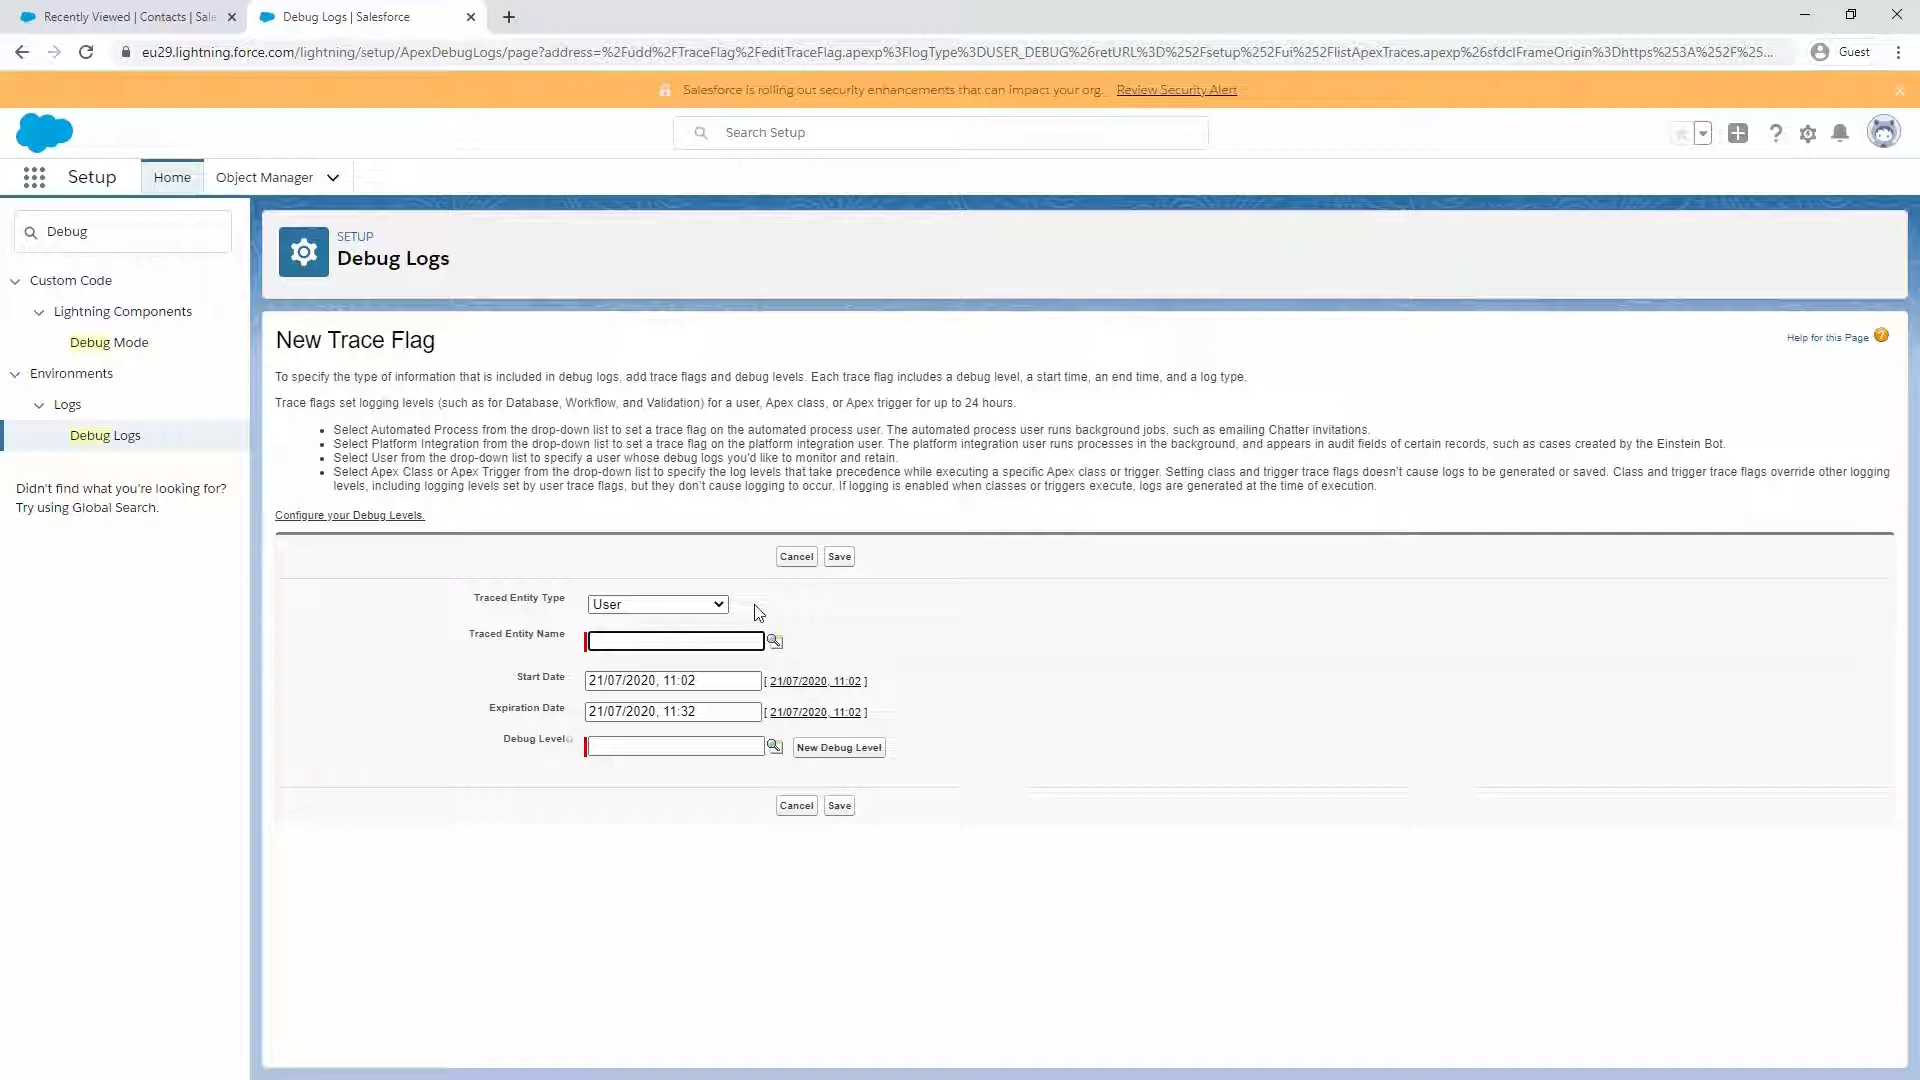 Recently Viewed | Contacts | Sale
Debug Logs | Salesforce
eu29.lightning.force.com/lightning/setup/ApexDebugLogs/page?address=%2Fudd%2FTraceFlag%2FeditTraceFlag.apexp%3FlogType%3DUSER_DEBUG%26retURL%3D%252Fsetup%252Fui%252FlistApexTraces.apexp%26sfdcIFrameOrigin%3Dhttps%253A%252F%25...
Guest
Salesforce is rolling out security enhancements that can impact your org. Review Security Alert
Search Setup
Setup
Home
Object Manager
Debug
Custom Code
Lightning Components
Debug Mode
Environments
Logs
Debug Logs
Didn't find what you're looking for?
Try using Global Search.
SETUP
Debug Logs
New Trace Flag
Help for this Page
To specify the type of information that is included in debug logs, add trace flags and debug levels. Each trace flag includes a debug level, a start time, an end time, and a log type.
Trace flags set logging levels (such as for Database, Workflow, and Validation) for a user, Apex class, or Apex trigger for up to 24 hours.
• Select Automated Process from the drop-down list to set a trace flag on the automated process user. The automated process user runs background jobs, such as emailing Chatter invitations.
• Select Platform Integration from the drop-down list to set a trace flag on the platform integration user. The platform integration user runs processes in the background, and appears in audit fields of certain records, such as cases created by the Einstein Bot.
• Select User from the drop-down list to specify a user whose debug logs you'd like to monitor and retain.
• Select Apex Class or Apex Trigger from the drop-down list to specify the log levels that take precedence while executing a specific Apex class or trigger. Setting class and trigger trace flags doesn't cause logs to be generated or saved. Class and trigger trace flags override other logging
levels, including logging levels set by user trace flags, but they don't cause logging to occur. If logging is enabled when classes or triggers execute, logs are generated at the time of execution.
Configure your Debug Levels.
Cancel Save
Traced Entity Type User
Traced Entity Name
Start Date 21/07/2020, 11:02 [ 21/07/2020, 11:02 ]
Expiration Date 21/07/2020, 11:32 [ 21/07/2020, 11:02 ]
Debug Level New Debug Level
Cancel Save